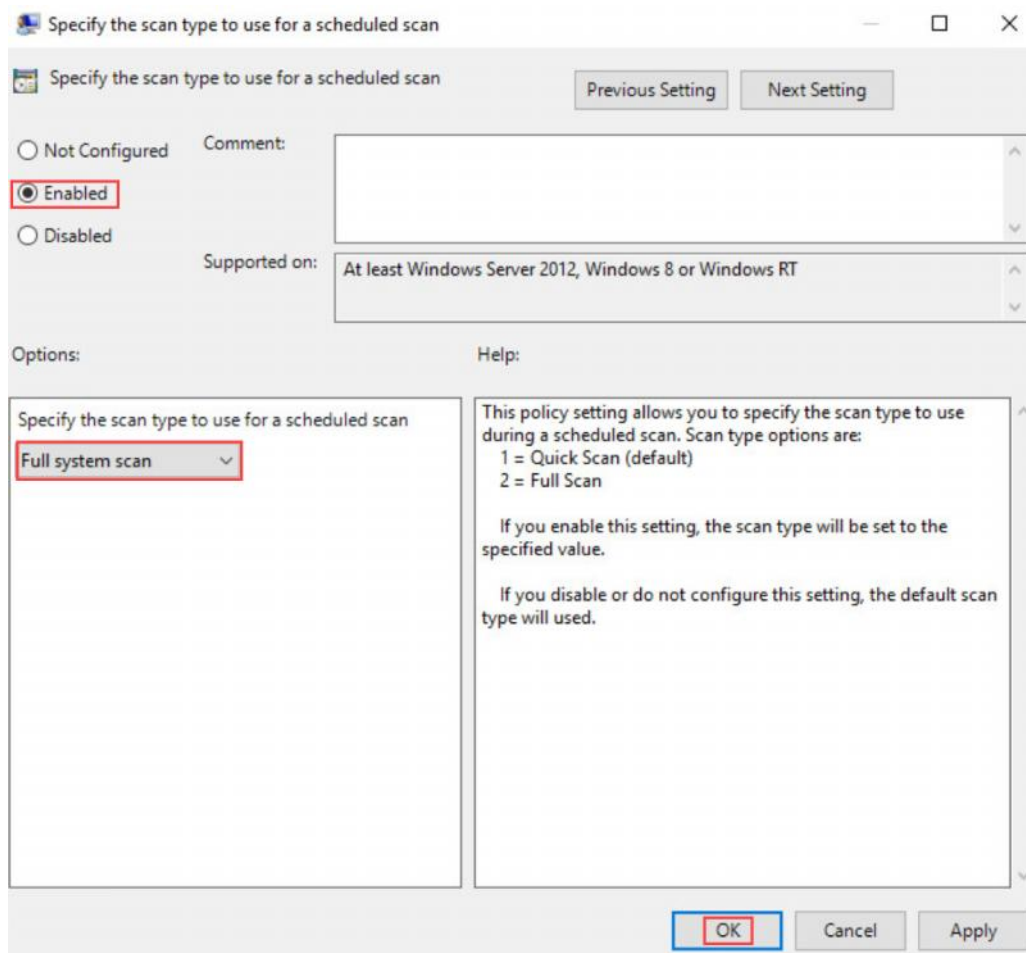 Specify the scan type to use for a scheduled scan
Specify the scan type to use for a scheduled scan
Previous Setting
Next Setting
Not Configured
Comment:
Enabled
Disabled
Supported on:
At least Windows Server 2012, Windows 8 or Windows RT
Options:
Help:
Specify the scan type to use for a scheduled scan
Full system scan
This policy setting allows you to specify the scan type to use
during a scheduled scan. Scan type options are:
1 = Quick Scan (default)
2 = Full Scan
If you enable this setting, the scan type will be set to the
specified value.
If you disable or do not configure this setting, the default scan
type will used.
OK
Cancel
Apply